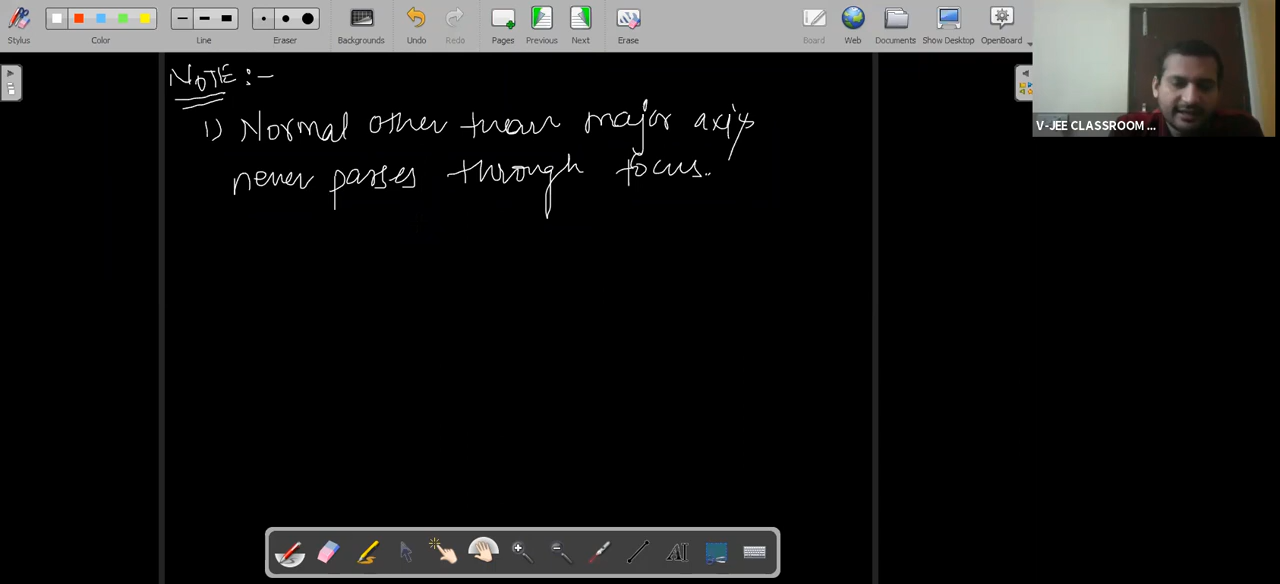 Stylus
Color
Line
Eraser
Backgrounds
Undo
Redo
Pages
Previous
Next
Erase
Board
Web
Documents
Show Desktop
OpenBoard
V-JEE CLASSROOM ...
NOTE :-
1) Normal other than major axis
never passes through focus.
AI